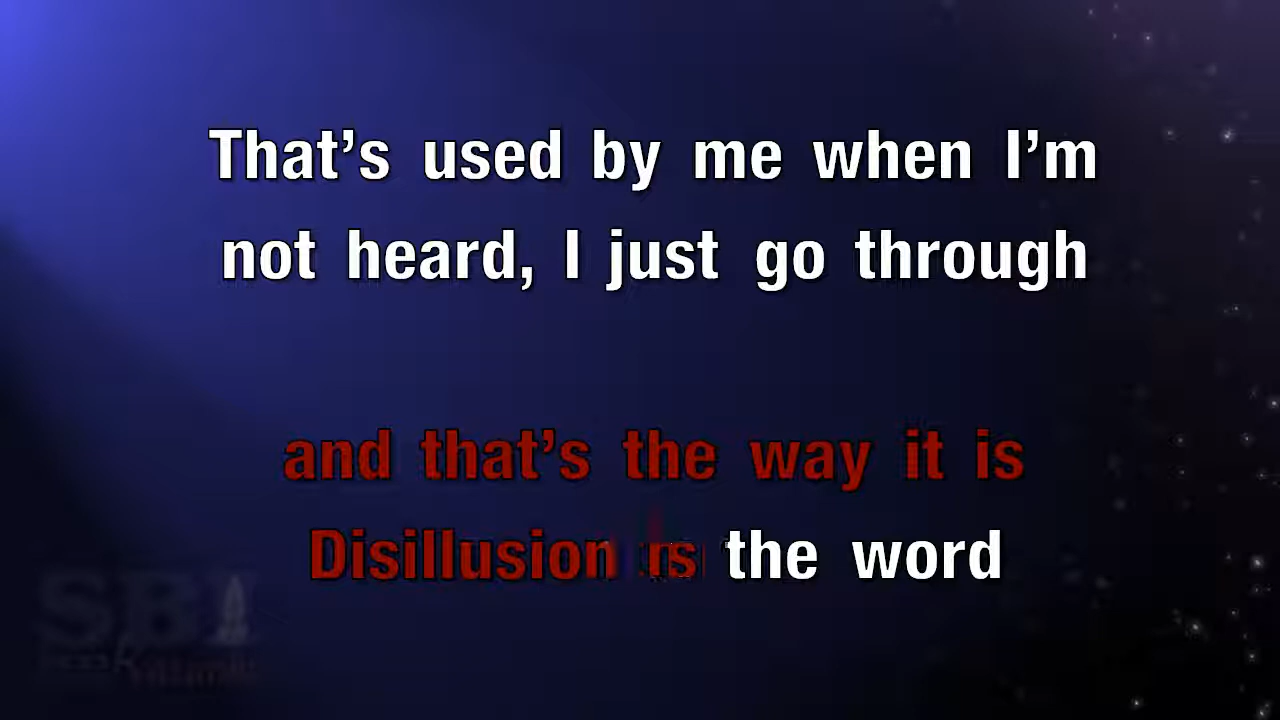 That’s used by me when I’m
not heard, I just go through
and that’s the way it is
Disillusion is the word
SBI